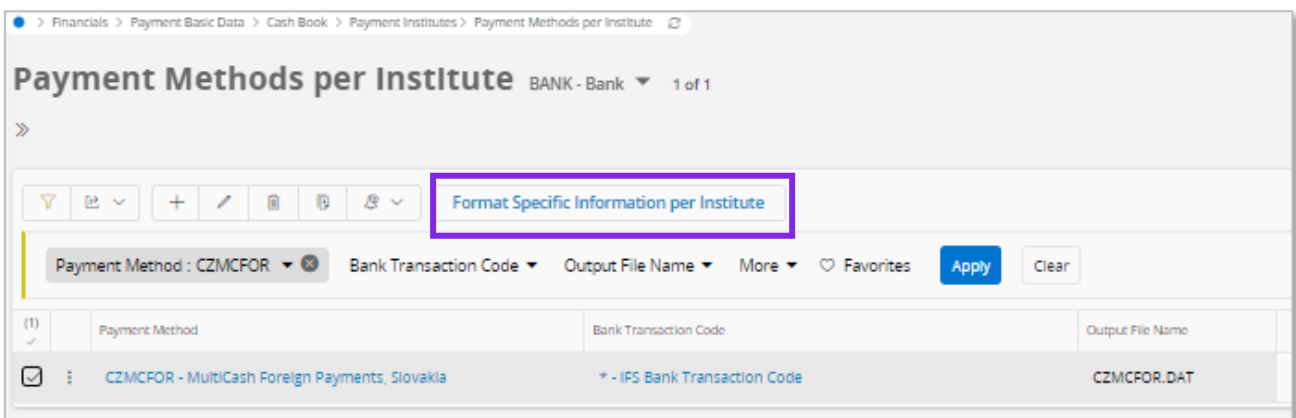 > Financials > Payment Basic Data > Cash Book > Payment Institutes > Payment Methods per Institute
Payment Methods per Institute BANK - Bank 1 of 1
Format Specific Information per Institute
Payment Method : CZMCFOR Bank Transaction Code Output File Name More Favorites Apply Clear
(1) Payment Method Bank Transaction Code Output File Name
CZMCFOR - MultiCash Foreign Payments, Slovakia * - IFS Bank Transaction Code CZMCFOR.DAT